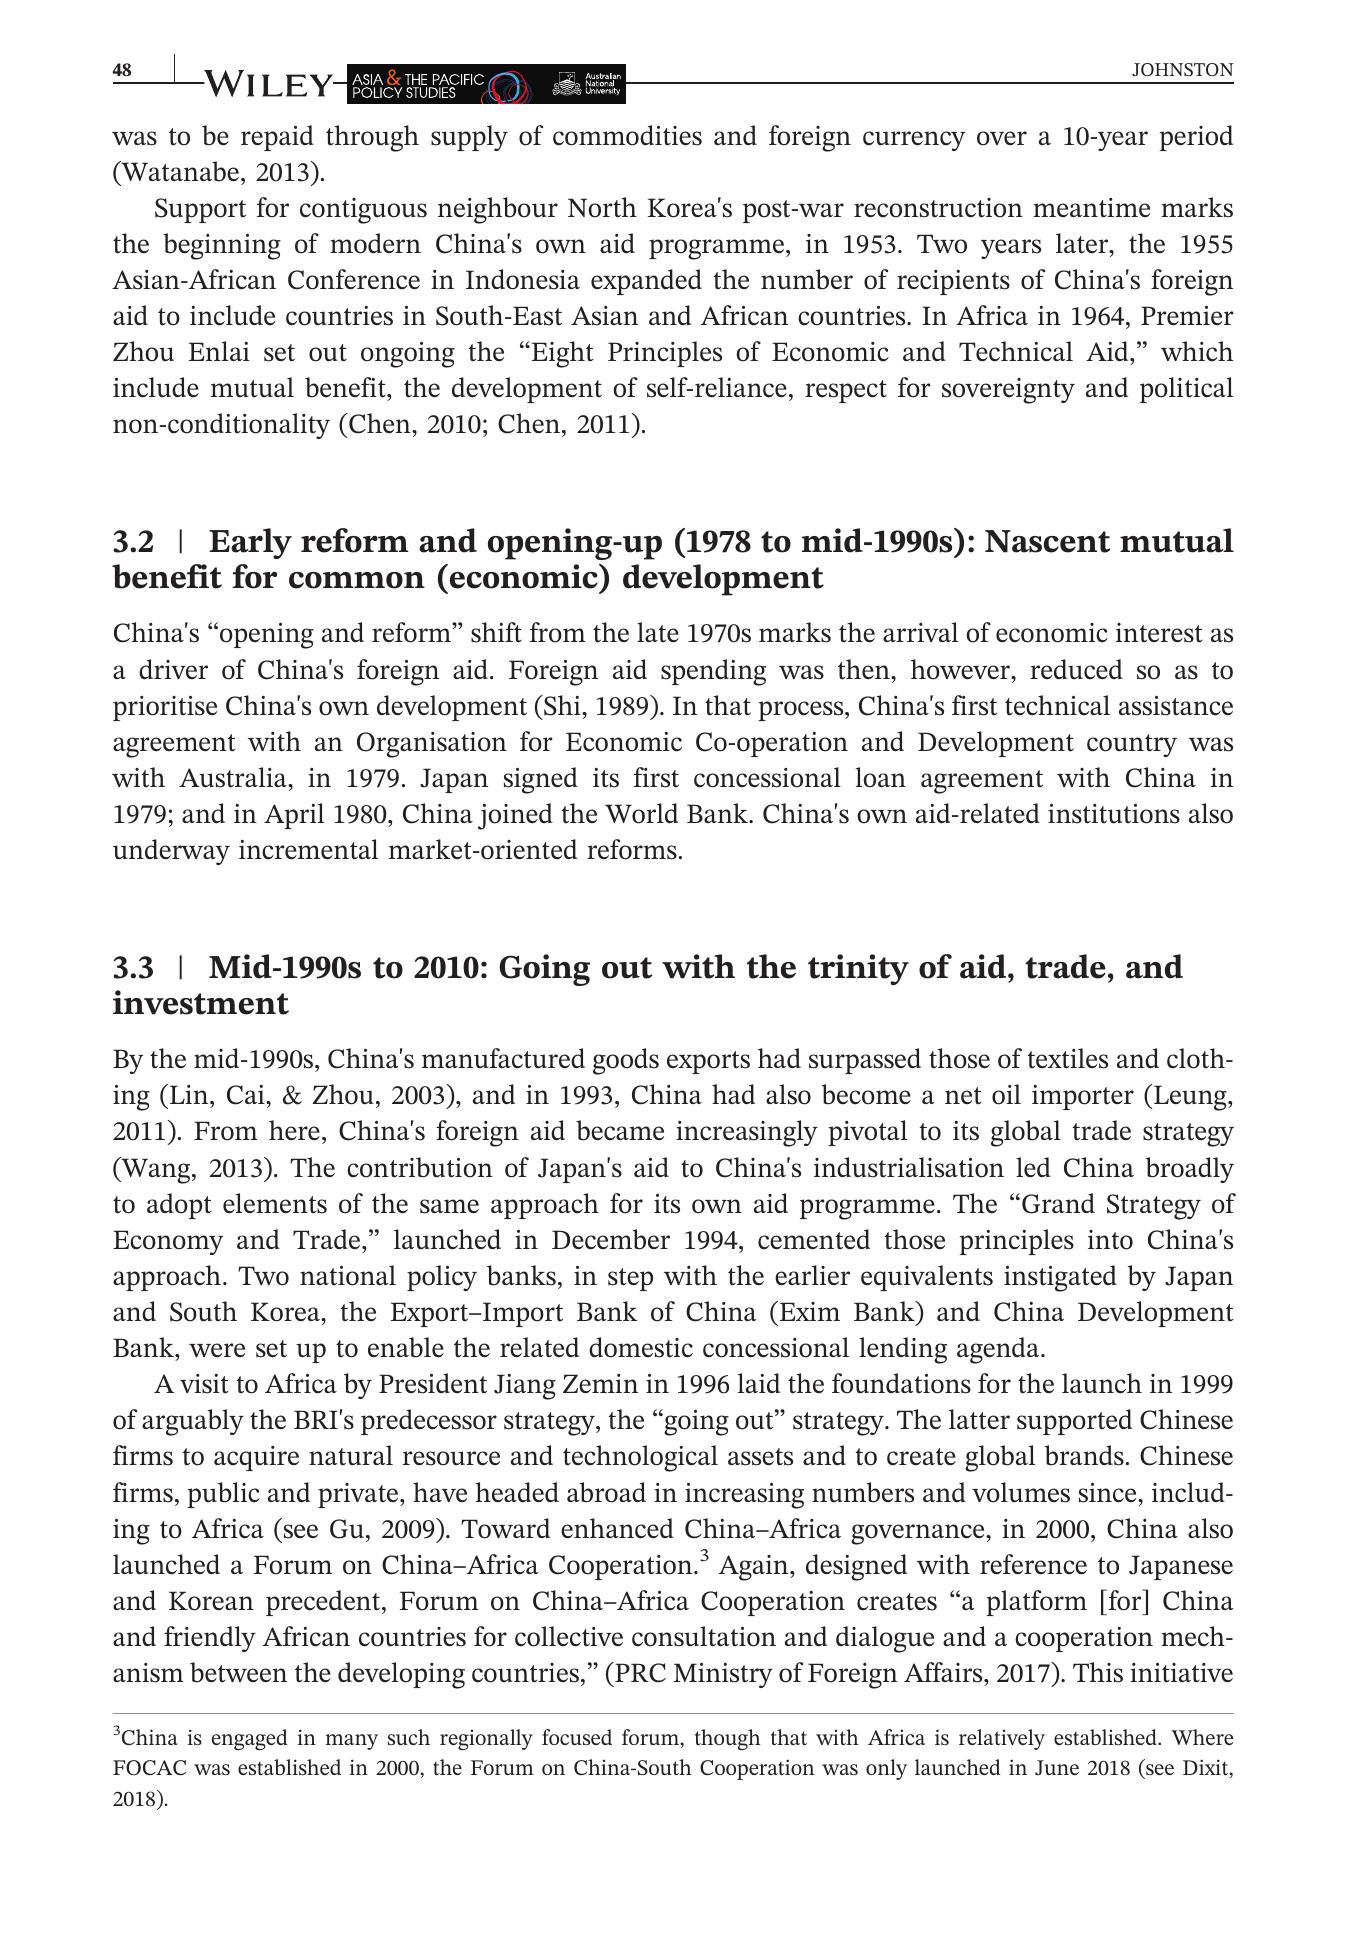 48
WILEY
ASIA & THE PACIFIC
POLICY STUDIES
Australian
National
University
JOHNSTON
was to be repaid through supply of commodities and foreign currency over a 10-year period
(Watanabe, 2013).
Support for contiguous neighbour North Korea's post-war reconstruction meantime marks
the beginning of modern China's own aid programme, in 1953. Two years later, the 1955
Asian-African Conference in Indonesia expanded the number of recipients of China's foreign
aid to include countries in South-East Asian and African countries. In Africa in 1964, Premier
Zhou Enlai set out ongoing the “Eight Principles of Economic and Technical Aid,” which
include mutual benefit, the development of self-reliance, respect for sovereignty and political
non-conditionality (Chen, 2010; Chen, 2011).
3.2 | Early reform and opening-up (1978 to mid-1990s): Nascent mutual
benefit for common (economic) development
China's “opening and reform” shift from the late 1970s marks the arrival of economic interest as
a driver of China's foreign aid. Foreign aid spending was then, however, reduced so as to
prioritise China's own development (Shi, 1989). In that process, China's first technical assistance
agreement with an Organisation for Economic Co-operation and Development country was
with Australia, in 1979. Japan signed its first concessional loan agreement with China in
1979; and in April 1980, China joined the World Bank. China's own aid-related institutions also
underway incremental market-oriented reforms.
3.3 | Mid-1990s to 2010: Going out with the trinity of aid, trade, and
investment
By the mid-1990s, China's manufactured goods exports had surpassed those of textiles and cloth-
ing (Lin, Cai, & Zhou, 2003), and in 1993, China had also become a net oil importer (Leung,
2011). From here, China's foreign aid became increasingly pivotal to its global trade strategy
(Wang, 2013). The contribution of Japan's aid to China's industrialisation led China broadly
to adopt elements of the same approach for its own aid programme. The “Grand Strategy of
Economy and Trade,” launched in December 1994, cemented those principles into China's
approach. Two national policy banks, in step with the earlier equivalents instigated by Japan
and South Korea, the Export–Import Bank of China (Exim Bank) and China Development
Bank, were set up to enable the related domestic concessional lending agenda.
A visit to Africa by President Jiang Zemin in 1996 laid the foundations for the launch in 1999
of arguably the BRI's predecessor strategy, the “going out” strategy. The latter supported Chinese
firms to acquire natural resource and technological assets and to create global brands. Chinese
firms, public and private, have headed abroad in increasing numbers and volumes since, includ-
ing to Africa (see Gu, 2009). Toward enhanced China–Africa governance, in 2000, China also
launched a Forum on China–Africa Cooperation.3 Again, designed with reference to Japanese
and Korean precedent, Forum on China–Africa Cooperation creates “a platform [for] China
and friendly African countries for collective consultation and dialogue and a cooperation mech-
anism between the developing countries,” (PRC Ministry of Foreign Affairs, 2017). This initiative
3China is engaged in many such regionally focused forum, though that with Africa is relatively established. Where
FOCAC was established in 2000, the Forum on China-South Cooperation was only launched in June 2018 (see Dixit,
2018).